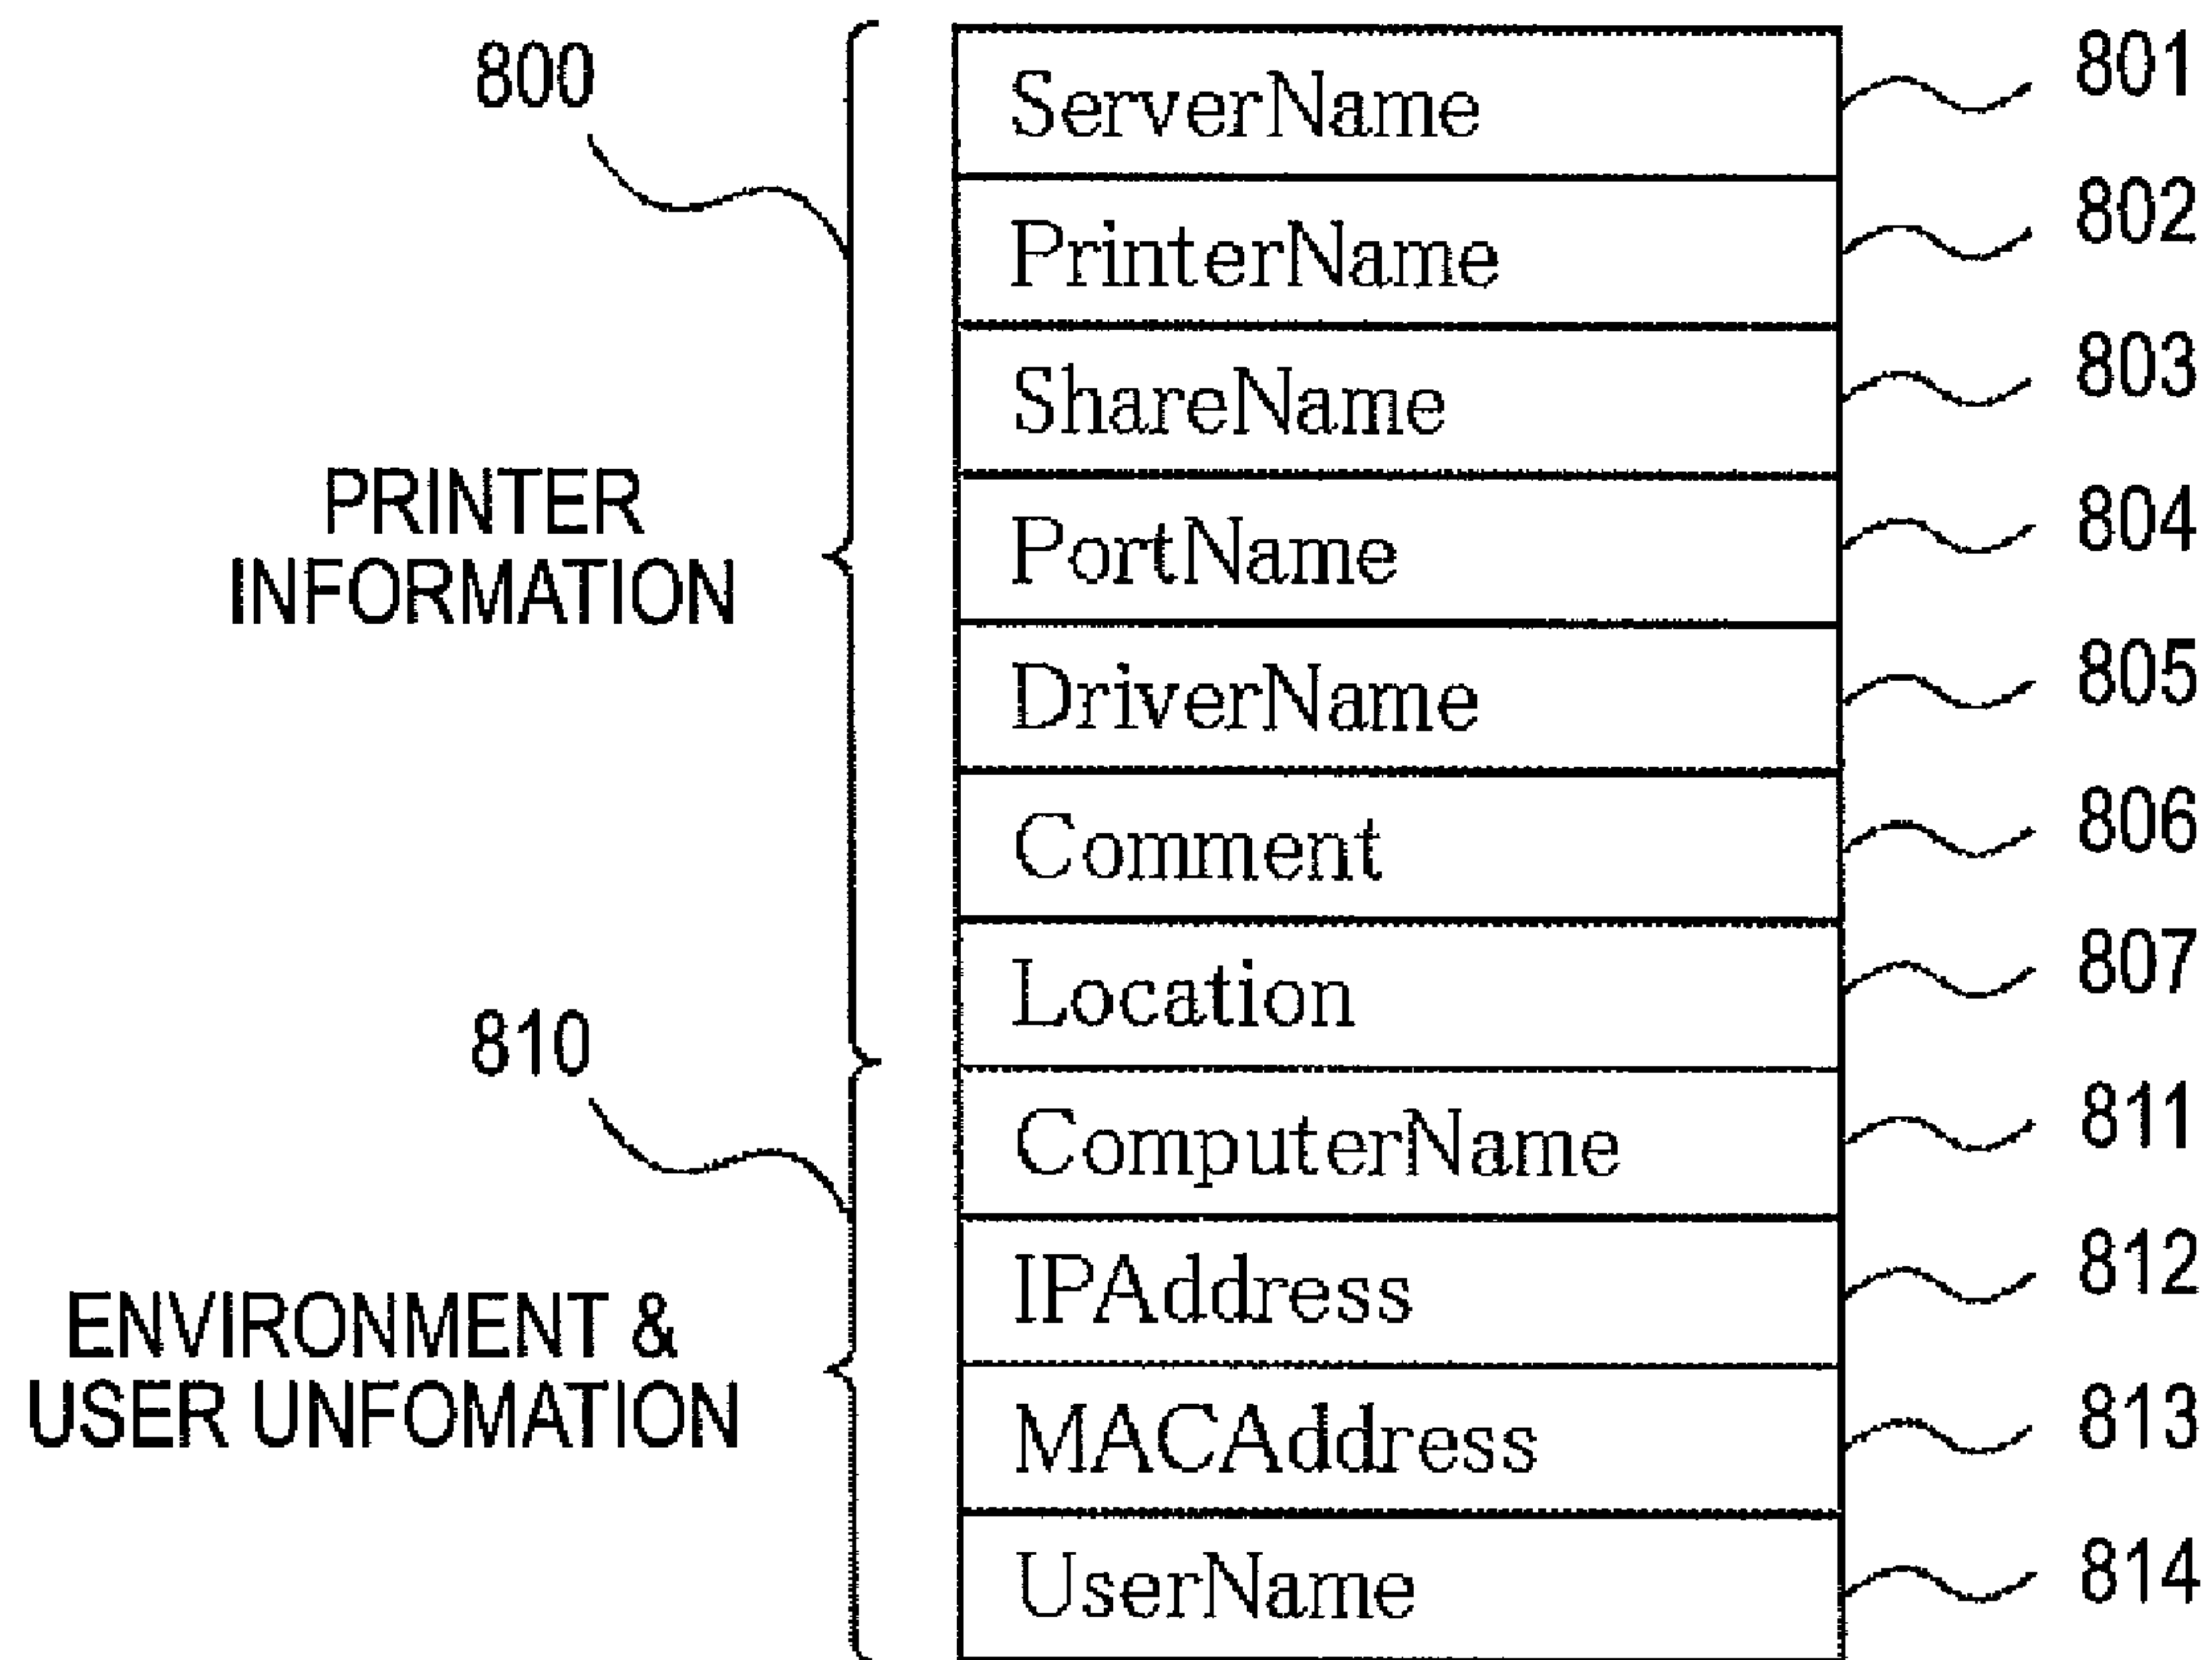 800
PRINTER
INFORMATION
810
ENVIRONMENT &
USER UNFOMATION
ServerName 801
PrinterName 802
ShareName 803
PortName 804
DriverName 805
Comment 806
Location 807
ComputerName 811
IPAddress 812
MACAddress 813
UserName 814